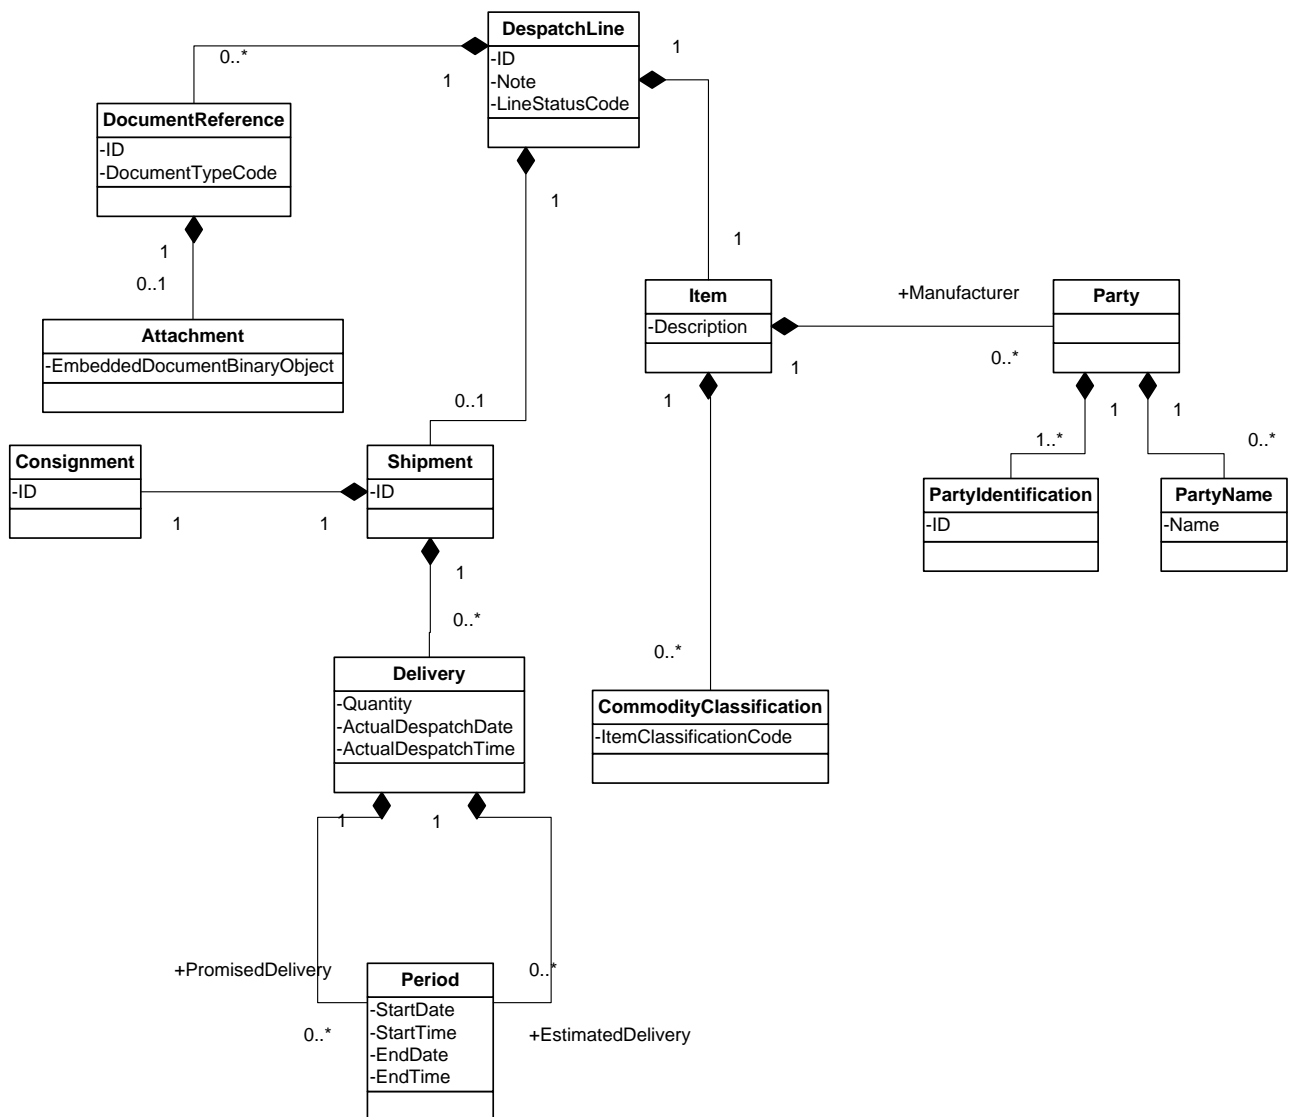 DespatchLine
-ID
-Note
-LineStatusCode
0..*
1
1
DocumentReference
-ID
-DocumentTypeCode
1
1
0..1
1
Attachment
-EmbeddedDocumentBinaryObject
Item
-Description
+Manufacturer
1
0..*
Party
1
1
1
0..1
1..*
0..*
Consignment
-ID
1
1
Shipment
-ID
PartyIdentification
-ID
PartyName
-Name
1
0..*
0..*
Delivery
-Quantity
-ActualDespatchDate
-ActualDespatchTime
CommodityClassification
-ItemClassificationCode
1
1
+PromisedDelivery
0..*
Period
-StartDate
-StartTime
-EndDate
-EndTime
0..*
+EstimatedDelivery